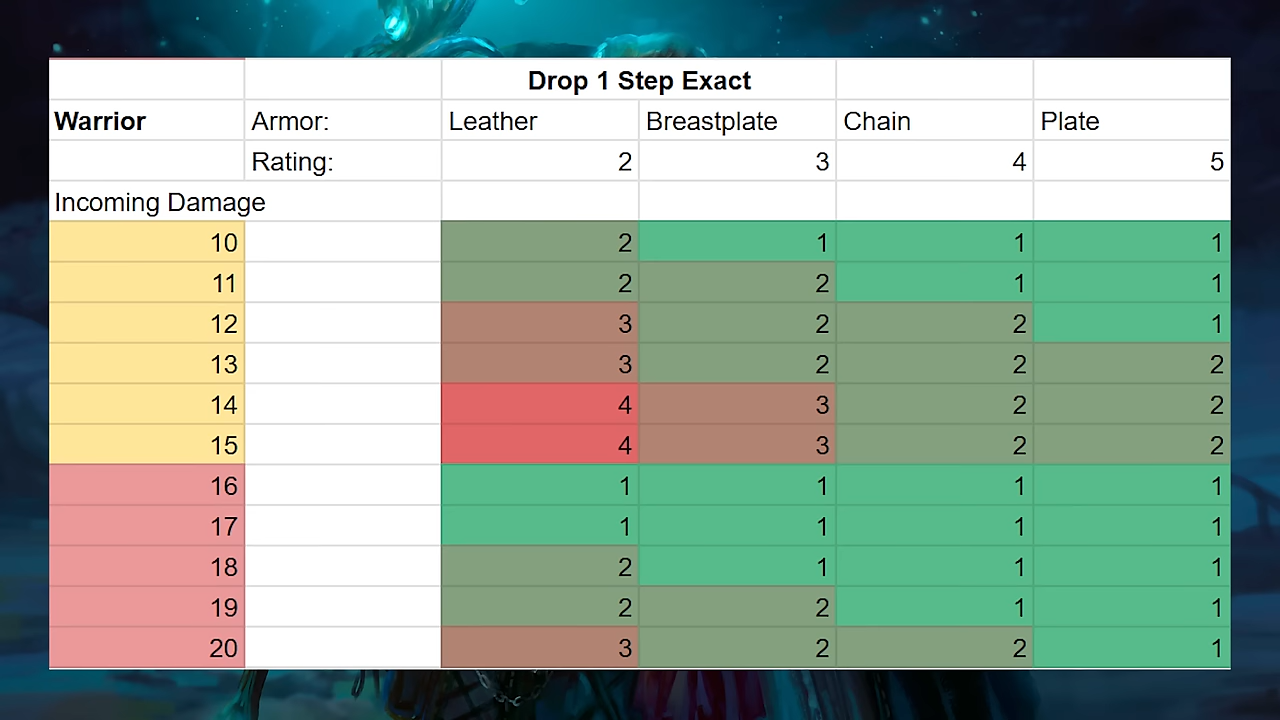 Drop 1 Step Exact
Warrior Armor: Leather Breastplate Chain Plate
Rating: 2 3 4 5
Incoming Damage
10 2 1 1 1
11 2 2 1 1
12 3 2 2 1
13 3 2 2 2
14 4 3 2 2
15 4 3 2 2
16 1 1 1 1
17 1 1 1 1
18 2 1 1 1
19 2 2 1 1
20 3 2 2 1